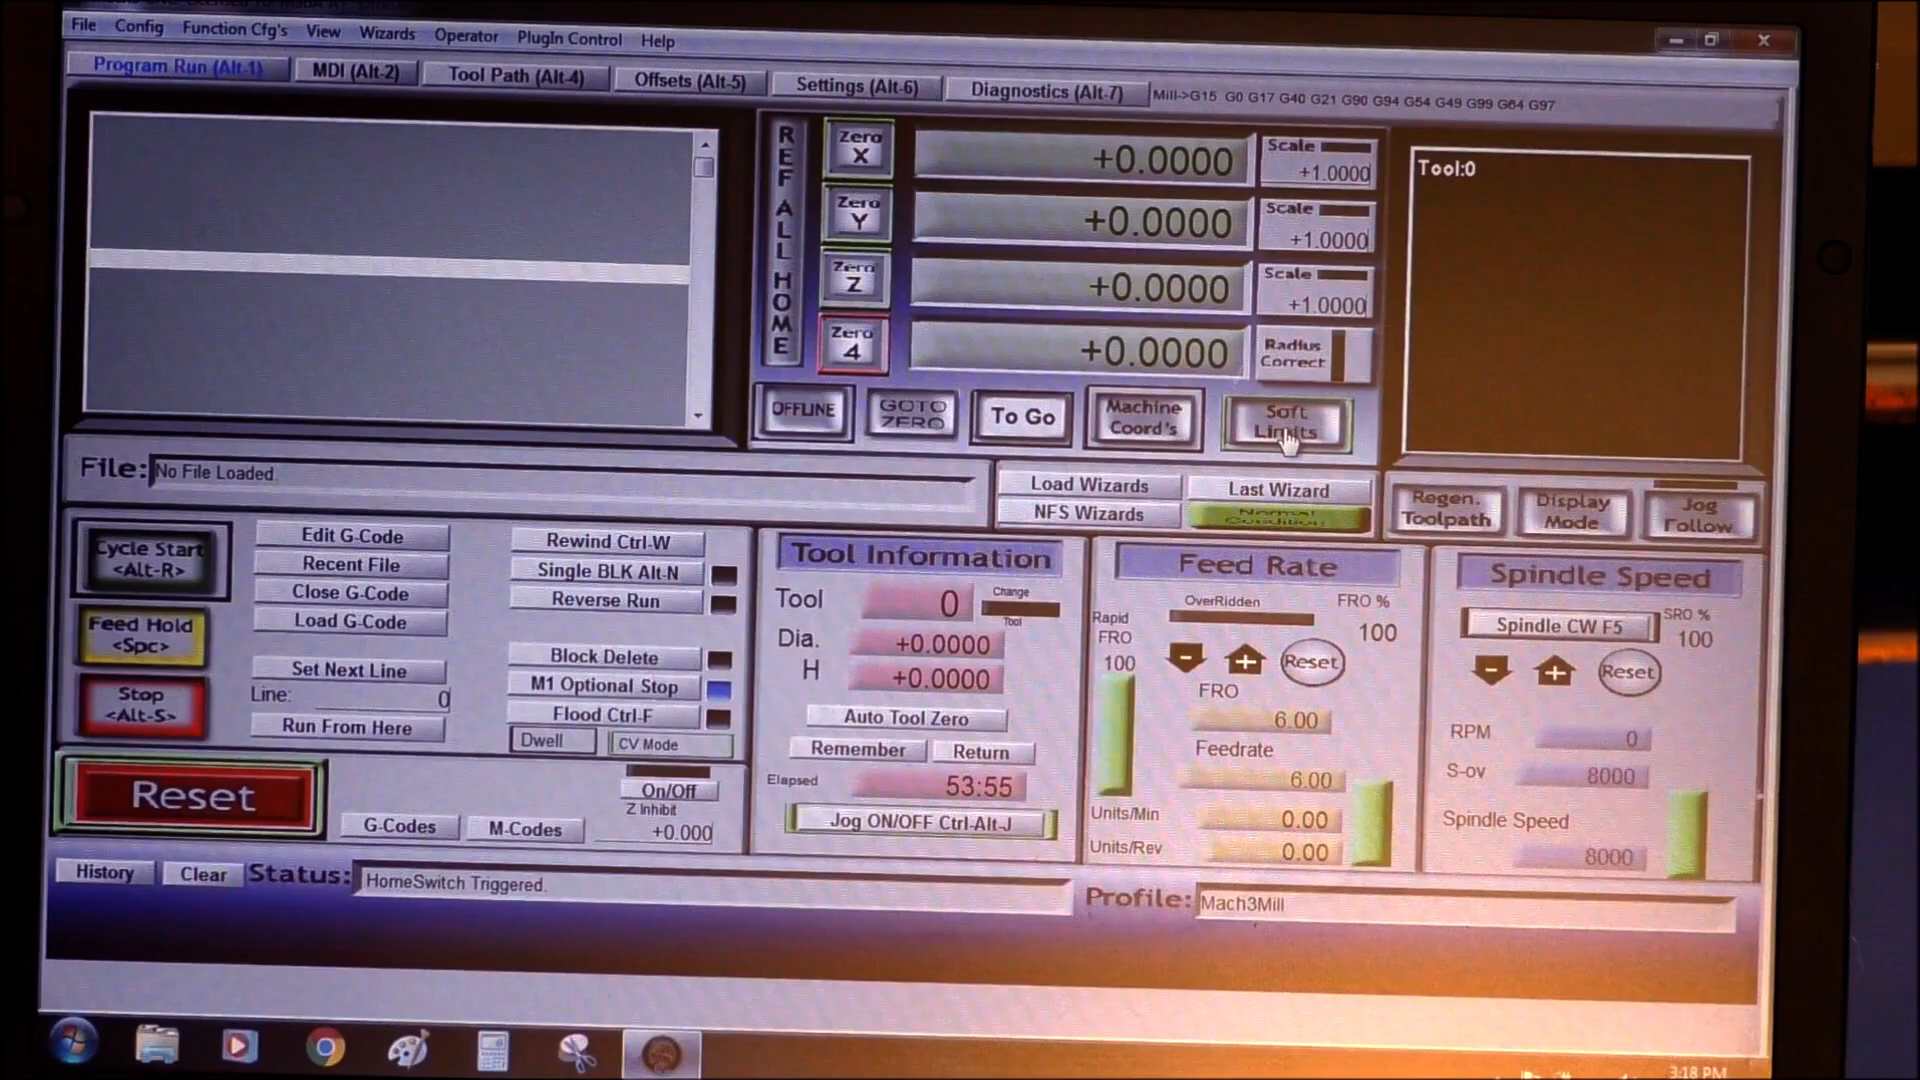 File Config Function Cfg's View Wizards Operator PlugIn Control Help
Program Run (Alt-1) MDI (Alt-2) Tool Path (Alt-4) Offsets (Alt-5) Settings (Alt-6) Diagnostics (Alt-7) Mill->G15 G0 G17 G40 G21 G90 G94 G54 G49 G99 G64 G97
REF ALL HOME
Zero X +0.0000 Scale +1.0000
Zero Y +0.0000 Scale +1.0000
Zero Z +0.0000 Scale +1.0000
Zero 4 +0.0000 Radius Correct
Tool:0
OFFLINE GOTO ZERO To Go Machine Coord's Soft Limits
File: No File Loaded.
Load Wizards Last Wizard
NFS Wizards Normal Condition
Regen. Toolpath Display Mode Jog Follow
Cycle Start <Alt-R>
Feed Hold <Spc>
Stop <Alt-S>
Edit G-Code
Recent File
Close G-Code
Load G-Code
Set Next Line
Line: 0
Run From Here
Rewind Ctrl-W
Single BLK Alt-N
Reverse Run
Block Delete
M1 Optional Stop
Flood Ctrl-F
Dwell CV Mode
Reset
G-Codes M-Codes
On/Off
Z Inhibit
+0.000
Tool Information
Tool 0 Change Tool
Dia. +0.0000
H +0.0000
Auto Tool Zero
Remember Return
Elapsed 53:55
Jog ON/OFF Ctrl-Alt-J
Feed Rate
OverRidden FRO %
100
Rapid FRO
100
Reset
FRO
6.00
Feedrate
6.00
Units/Min 0.00
Units/Rev 0.00
Spindle Speed
Spindle CW F5 SRO %
100
Reset
RPM 0
S-ov 8000
Spindle Speed
8000
History Clear Status: HomeSwitch Triggered.
Profile: Mach3Mill
3:18 PM